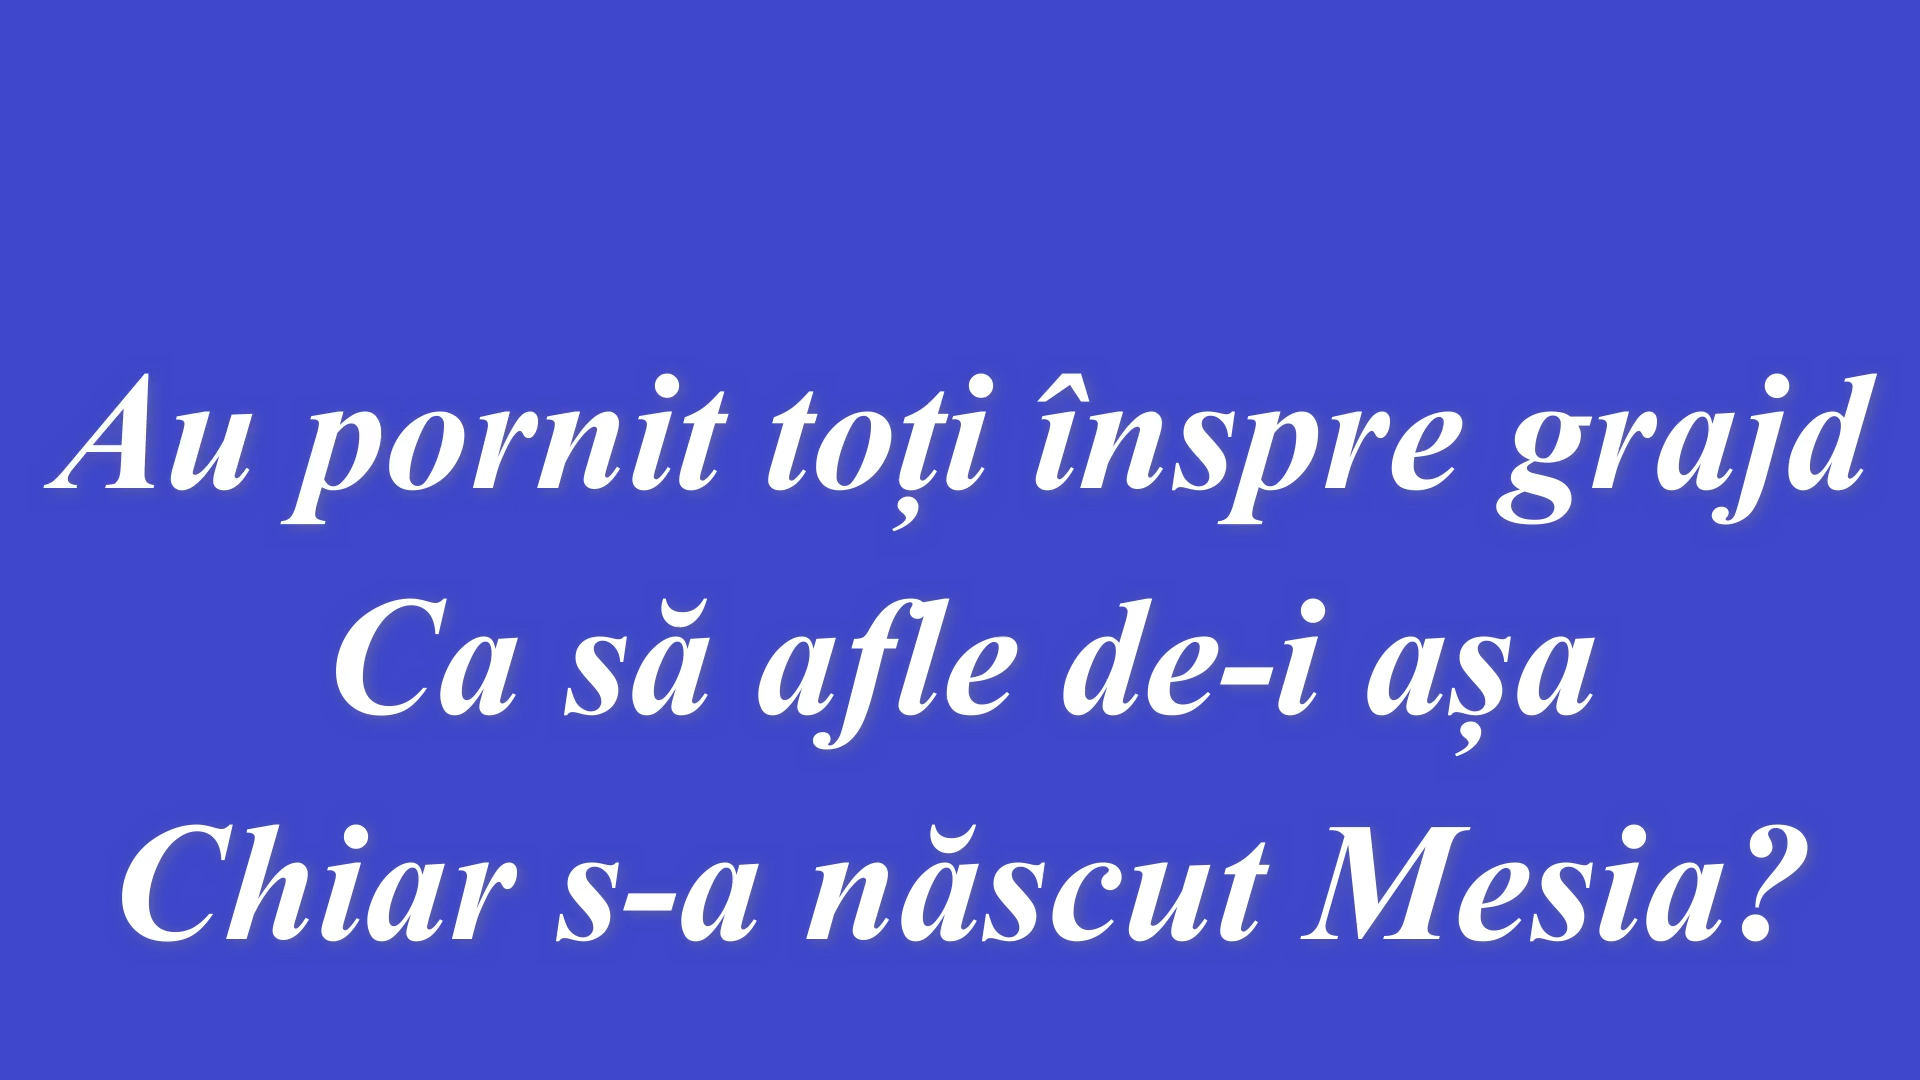 Au pornit toți înspre grajd
Ca să afle de-i așa
Chiar s-a născut Mesia?